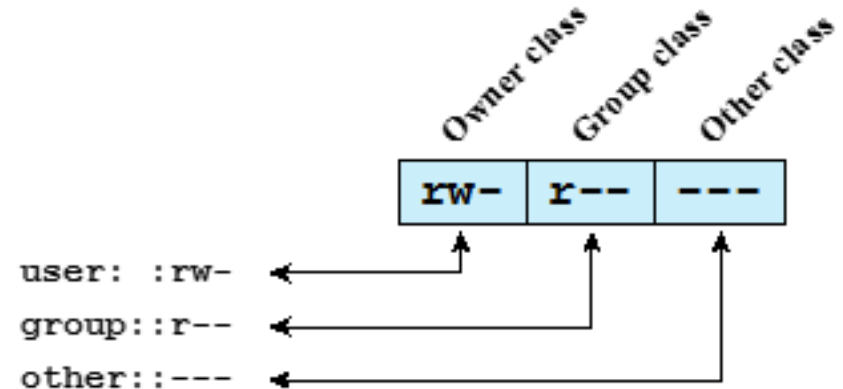 Owner class
Group class
Other class
rw- r-- ---
user: :rw-
group::r--
other::---